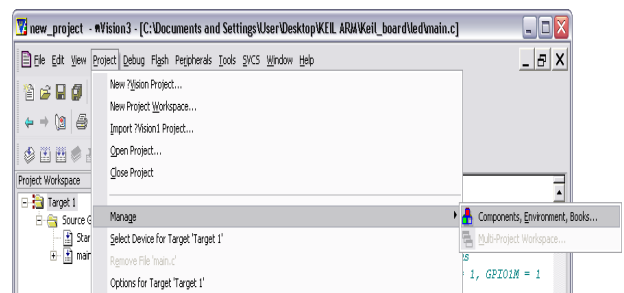 new_project - µVision3 - [C:\Documents and Settings\User\Desktop\KEIL ARM\Keil_board\led\main.c]
File Edit View Project Debug Flash Peripherals Tools SVCS Window Help
New ?Vision Project...
New Project Workspace...
Import ?Vision1 Project...
Open Project...
Close Project
Project Workspace
Target 1
Source G
Manage
Components, Environment, Books...
Star
Select Device for Target 'Target 1'
Multi-Project Workspace...
main
Remove File 'main.c'
= 1, GPIO1M = 1
Options for Target 'Target 1'